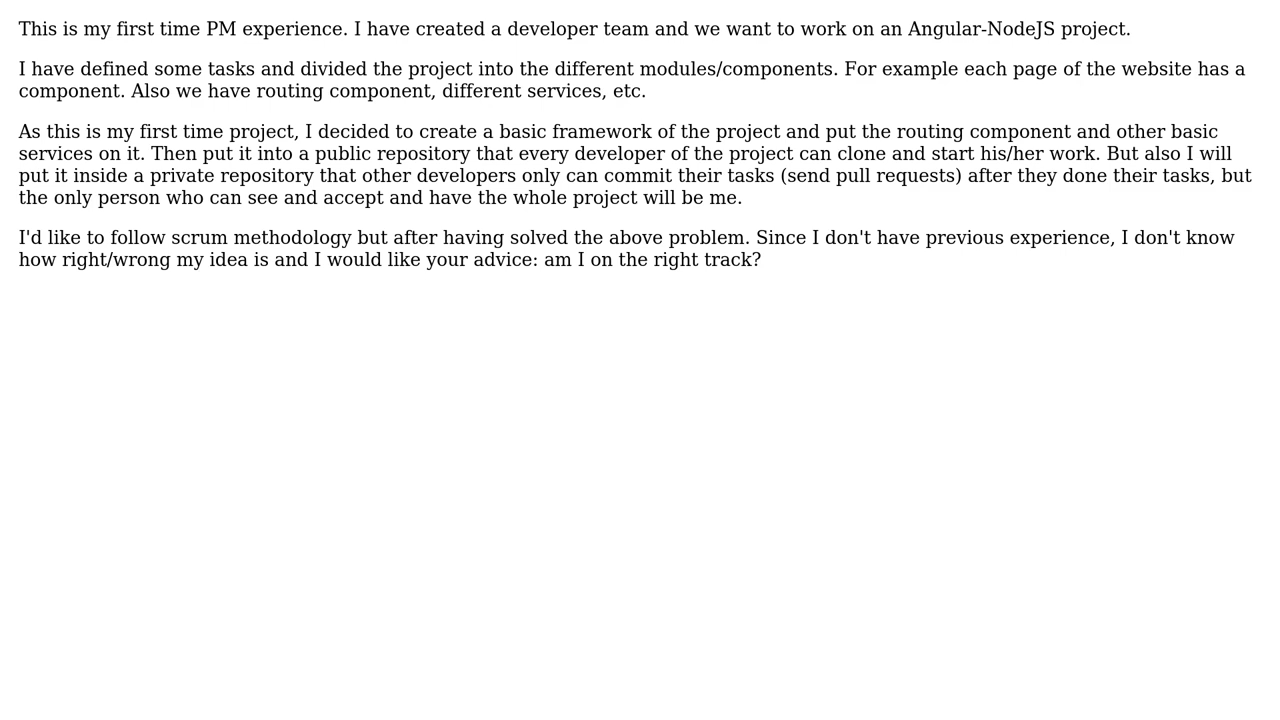 This is my first time PM experience. I have created a developer team and we want to work on an Angular-NodeJS project.
I have defined some tasks and divided the project into the different modules/components. For example each page of the website has a
component. Also we have routing component, different services, etc.
As this is my first time project, I decided to create a basic framework of the project and put the routing component and other basic
services on it. Then put it into a public repository that every developer of the project can clone and start his/her work. But also I will
put it inside a private repository that other developers only can commit their tasks (send pull requests) after they done their tasks, but
the only person who can see and accept and have the whole project will be me.
I'd like to follow scrum methodology but after having solved the above problem. Since I don't have previous experience, I don't know
how right/wrong my idea is and I would like your advice: am I on the right track?